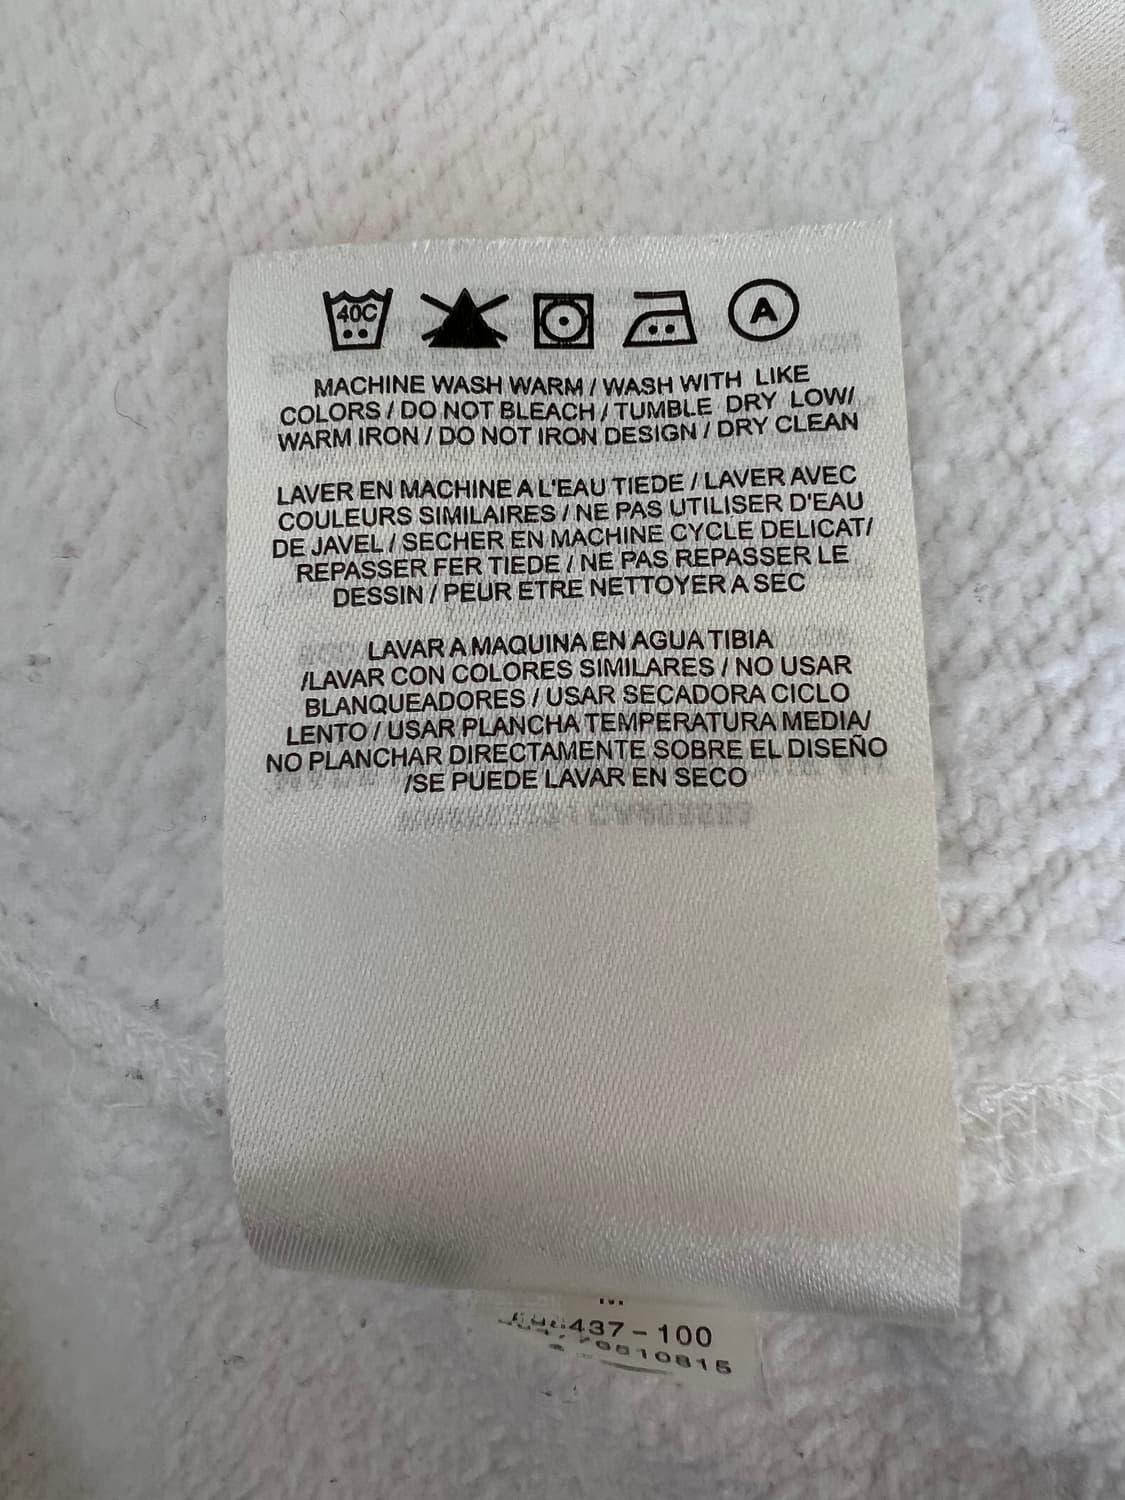 40C
A
MACHINE WASH WARM / WASH WITH LIKE
COLORS / DO NOT BLEACH / TUMBLE DRY LOW/
WARM IRON / DO NOT IRON DESIGN / DRY CLEAN
LAVER EN MACHINE A L'EAU TIEDE / LAVER AVEC
COULEURS SIMILAIRES / NE PAS UTILISER D'EAU
DE JAVEL / SECHER EN MACHINE CYCLE DELICAT/
REPASSER FER TIEDE / NE PAS REPASSER LE
DESSIN / PEUR ETRE NETTOYER A SEC
LAVAR A MAQUINA EN AGUA TIBIA
/LAVAR CON COLORES SIMILARES / NO USAR
BLANQUEADORES / USAR SECADORA CICLO
LENTO / USAR PLANCHA TEMPERATURA MEDIA/
NO PLANCHAR DIRECTAMENTE SOBRE EL DISEÑO
/SE PUEDE LAVAR EN SECO